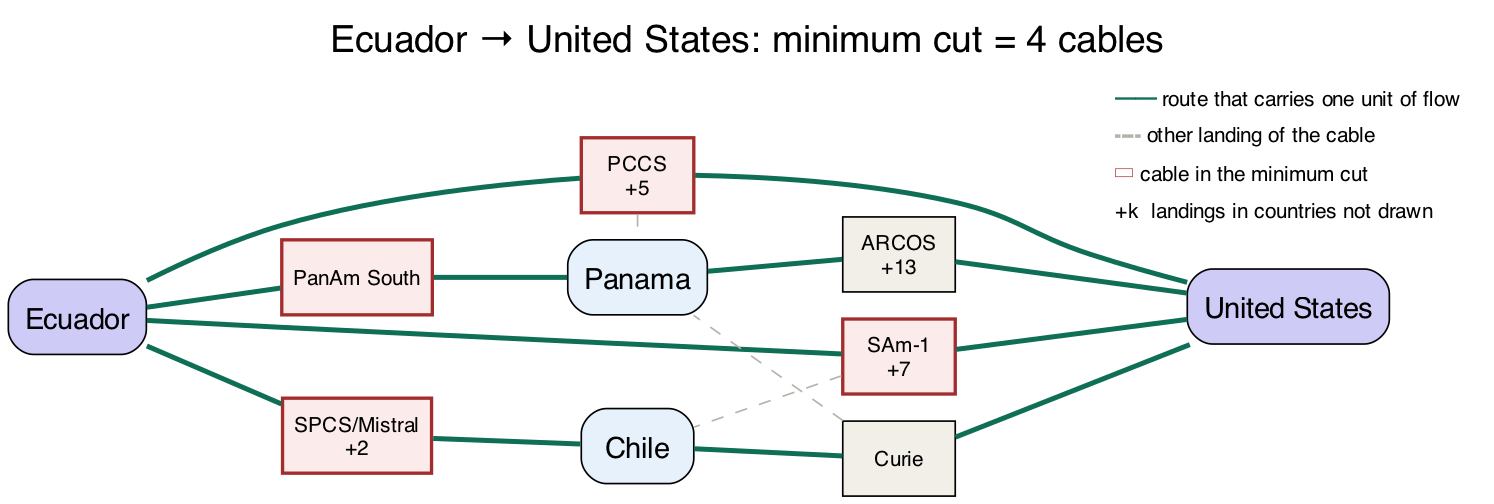 Ecuador → United States: minimum cut = 4 cables
route that carries one unit of flow
other landing of the cable
cable in the minimum cut
+k landings in countries not drawn
PCCS
+5
ARCOS
+13
PanAm South
Panama
Ecuador
United States
SAm-1
+7
SPCS/Mistral
+2
Chile
Curie